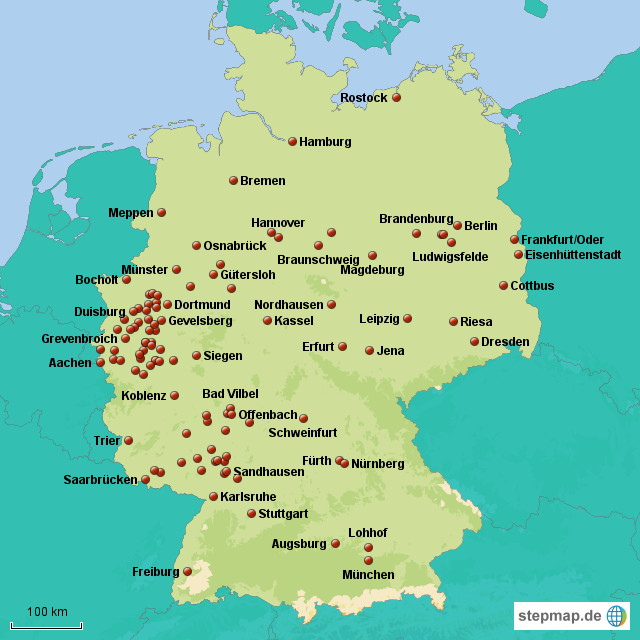 Rostock
Hamburg
Bremen
Meppen
Hannover
Brandenburg
Berlin
Osnabrück
Frankfurt/Oder
Braunschweig
Ludwigsfelde
Eisenhüttenstadt
Münster
Magdeburg
Bocholt
Gütersloh
Cottbus
Duisburg
Dortmund
Nordhausen
Gevelsberg
Kassel
Leipzig
Riesa
Grevenbroich
Dresden
Erfurt
Jena
Aachen
Siegen
Koblenz
Bad Vilbel
Offenbach
Schweinfurt
Trier
Fürth
Nürnberg
Saarbrücken
Sandhausen
Karlsruhe
Stuttgart
Lohhof
Augsburg
Freiburg
München
100 km
stepmap.de